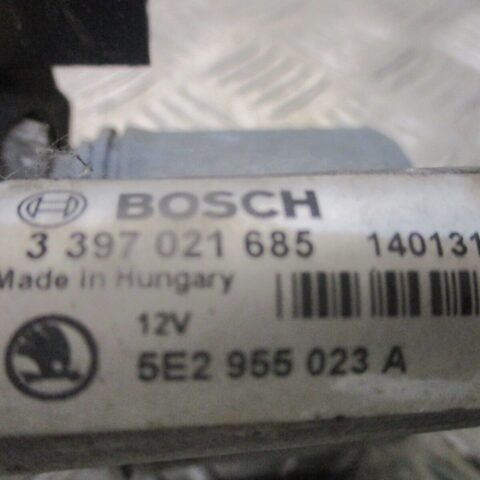 BOSCH
3 397 021 685 140131
Made in Hungary
12V
5E2 955 023 A